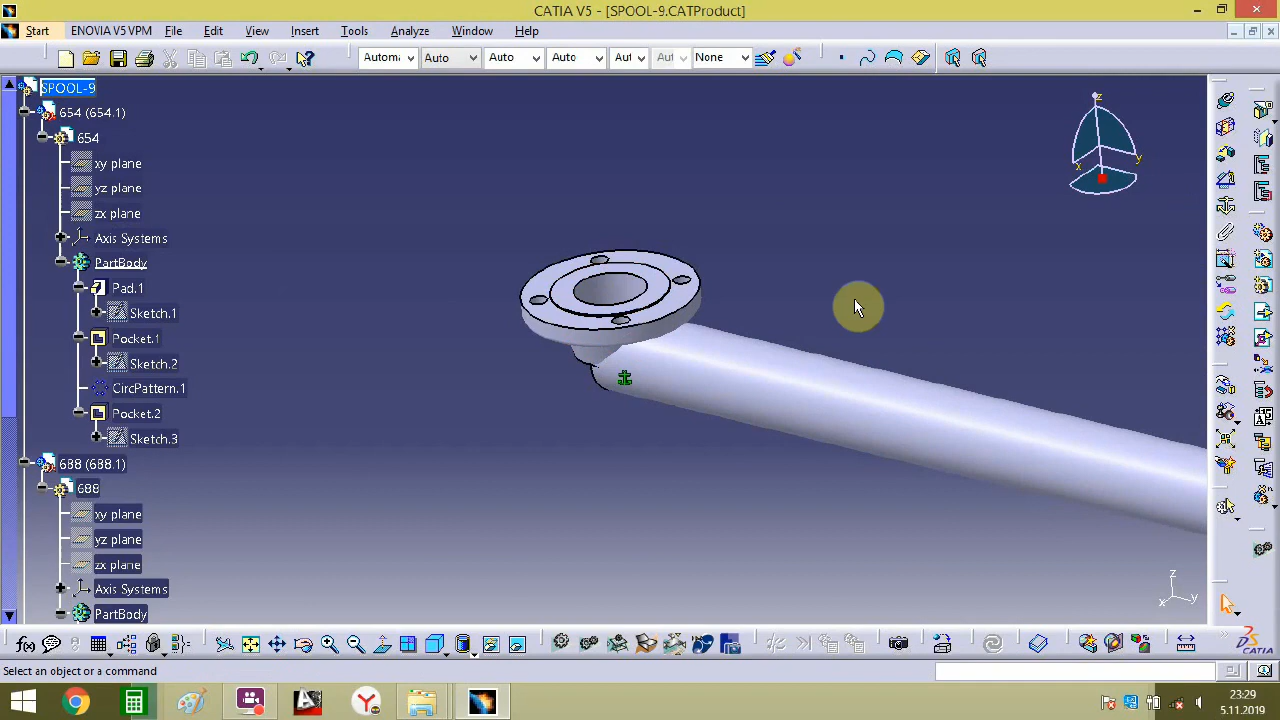 CATIA V5 - [SPOOL-9.CATProduct]
Start ENOVIA V5 VPM File Edit View Insert Tools Analyze Window Help
Automa Auto Auto Auto Aut Aut None
SPOOL-9
654 (654.1)
654
xy plane
yz plane
zx plane
Axis Systems
PartBody
Pad.1
Sketch.1
Pocket.1
Sketch.2
CircPattern.1
Pocket.2
Sketch.3
688 (688.1)
688
xy plane
yz plane
zx plane
Axis Systems
PartBody
z
x
y
z
x
y
CATIA
Select an object or a command
23:29
5.11.2019